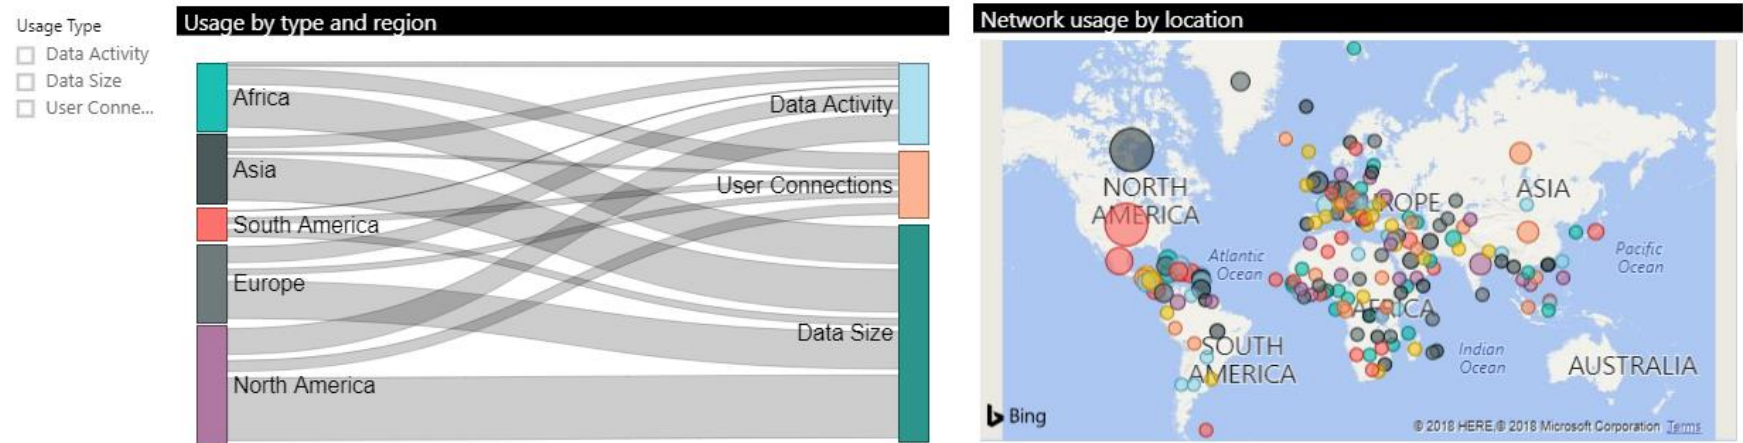 Usage Type
Data Activity
Data Size
User Conne...
Usage by type and region
Africa
Asia
South America
Europe
North America
Data Activity
User Connections
Data Size
Network usage by location
NORTH
AMERICA
ROPE
ASIA
Atlantic
Ocean
Pacific
Ocean
AFRICA
SOUTH
AMERICA
Indian
Ocean
AUSTRALIA
Bing
© 2018 HERE,© 2018 Microsoft Corporation Terms